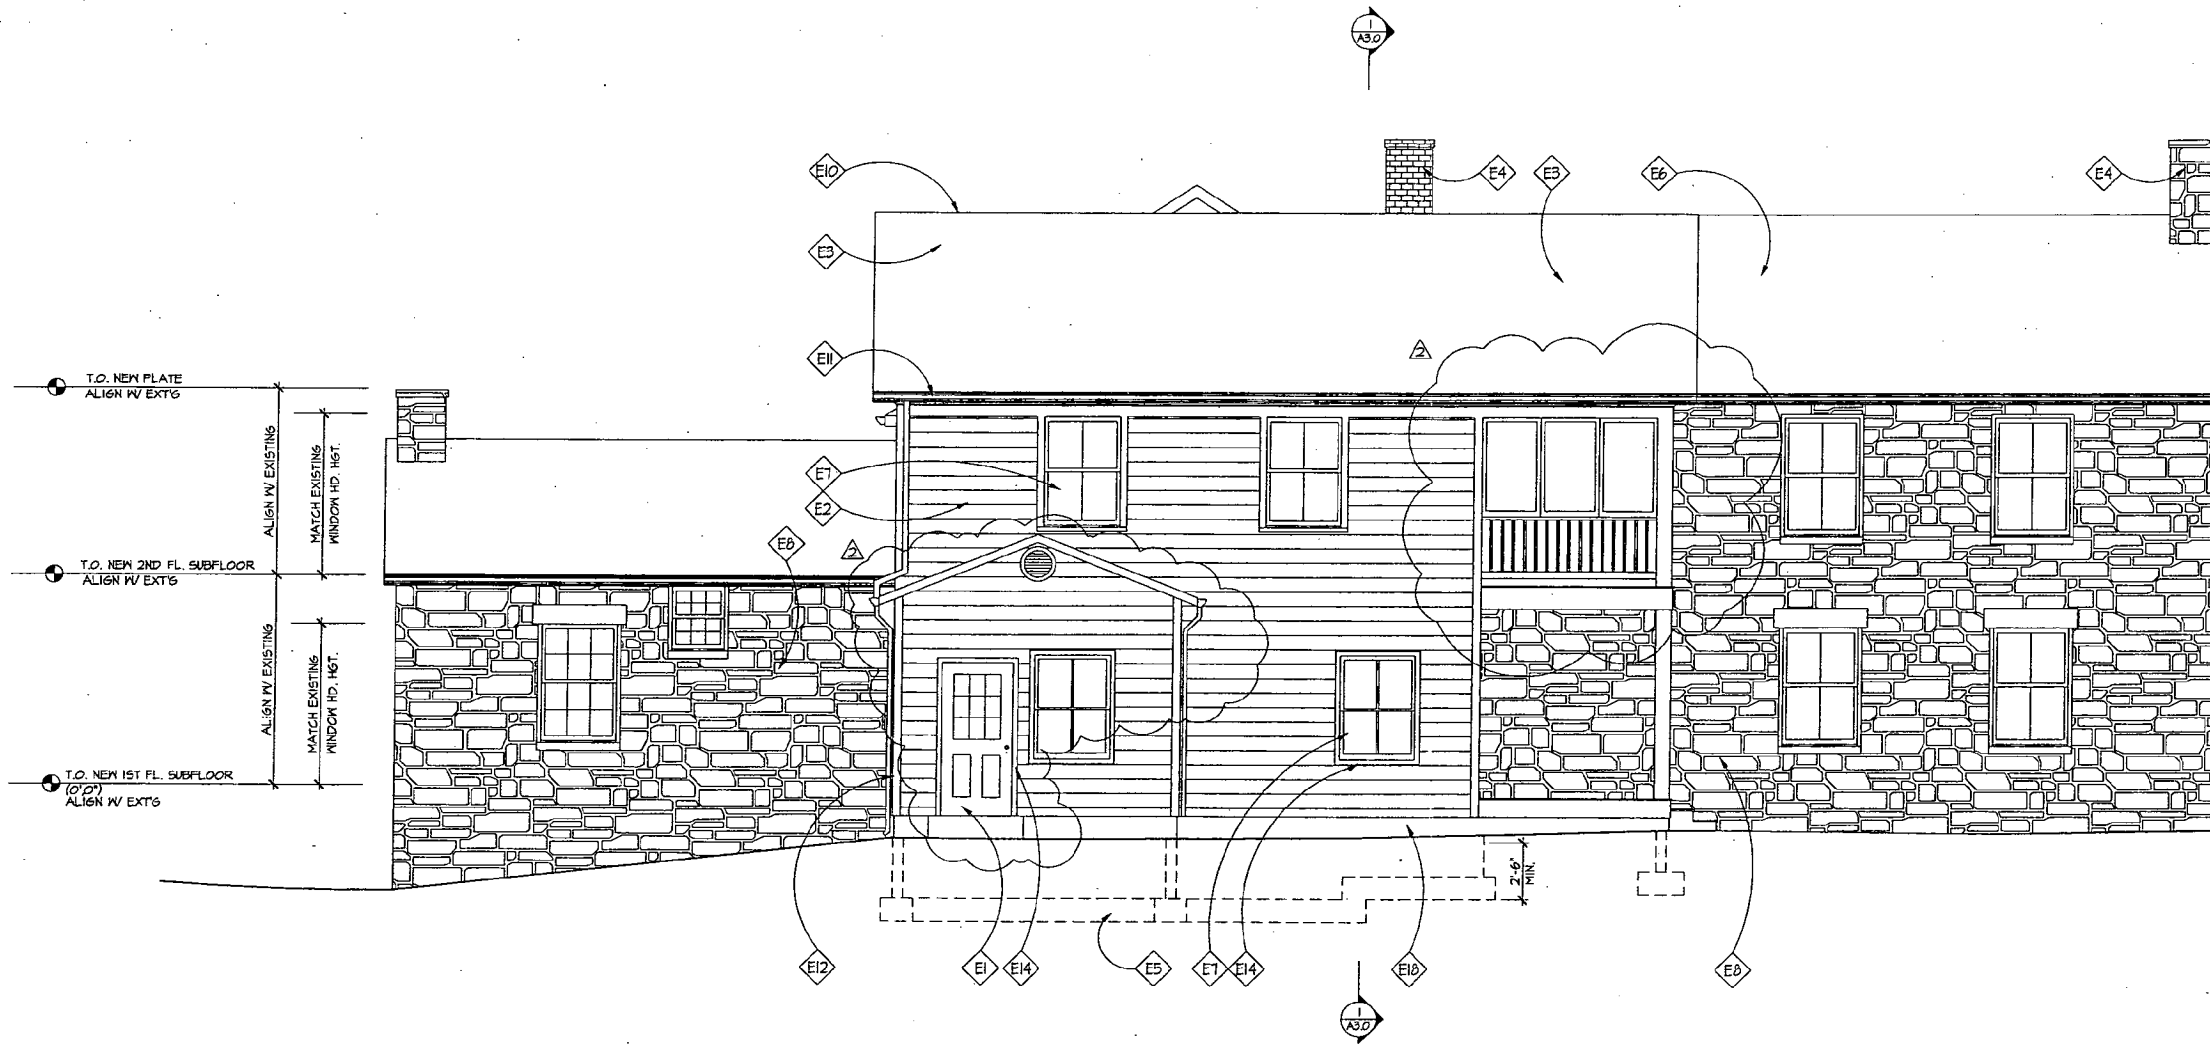 1
A3.0
E10
E4
E3
E6
E4
E3
2
E11
T.O. NEW PLATE
ALIGN W/ EXT'G
ALIGN W/ EXISTING
MATCH EXISTING
WINDOW HD. HGT.
E7
E2
E8
2
T.O. NEW 2ND FL. SUBFLOOR
ALIGN W/ EXT'G
ALIGN W/ EXISTING
MATCH EXISTING
WINDOW HD. HGT.
T.O. NEW 1ST FL. SUBFLOOR
(0'0")
ALIGN W/ EXT'G
2'-6"
MIN.
E12
E1
E14
E5
E7
E14
E18
E8
1
A3.0